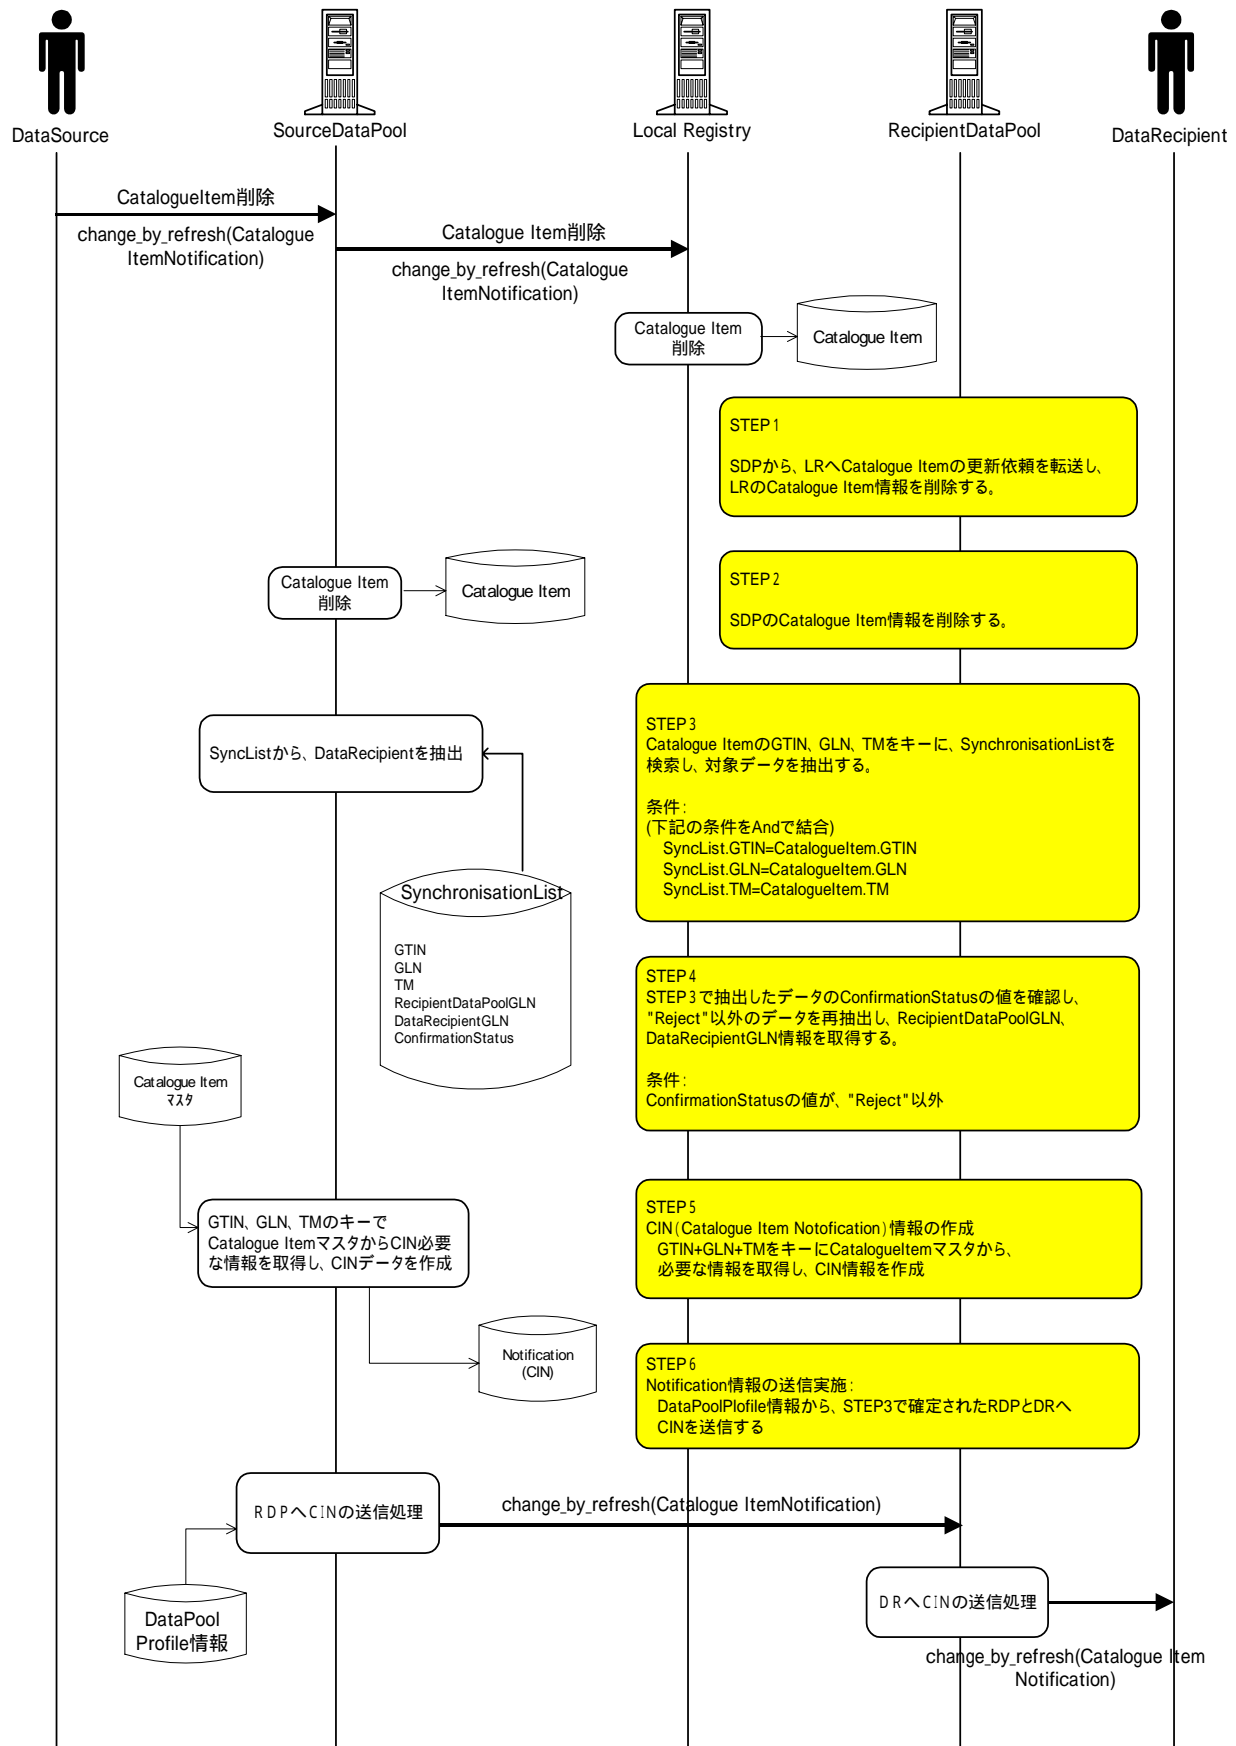 DataSource
SourceDataPool
Local Registry
RecipientDataPool
DataRecipient
CatalogueItem削除
change_by_refresh(Catalogue
ItemNotification)
Catalogue Item削除
change_by_refresh(Catalogue
ItemNotification)
Catalogue Item
削除
Catalogue Item
STEP1
SDPから、LRへCatalogue Itemの更新依頼を転送し、
LRのCatalogue Item情報を削除する。
Catalogue Item
削除
Catalogue Item
STEP2
SDPのCatalogue Item情報を削除する。
SyncListから、DataRecipientを抽出
STEP3
Catalogue ItemのGTIN、GLN、TMをキーに、SynchronisationListを
検索し、対象データを抽出する。
条件：
(下記の条件をAndで結合)
SyncList.GTIN=CatalogueItem.GTIN
SyncList.GLN=CatalogueItem.GLN
SyncList.TM=CatalogueItem.TM
SynchronisationList
GTIN
GLN
TM
RecipientDataPoolGLN
DataRecipientGLN
ConfirmationStatus
STEP4
STEP3で抽出したデータのConfirmationStatusの値を確認し、
"Reject"以外のデータを再抽出し、RecipientDataPoolGLN、
DataRecipientGLN情報を取得する。
条件：
ConfirmationStatusの値が、"Reject"以外
Catalogue Item
ﾏｽﾀ
GTIN、GLN、TMのキーで
Catalogue ItemマスタからCIN必要
な情報を取得し、CINデータを作成
STEP5
CIN(Catalogue Item Notofication)情報の作成
GTIN+GLN+TMをキーにCatalogueItemマスタから、
必要な情報を取得し、CIN情報を作成
Notification
(CIN)
STEP6
Notification情報の送信実施：
DataPoolPlofile情報から、STEP3で確定されたRDPとDRへ
CINを送信する
RDPへCINの送信処理
change_by_refresh(Catalogue ItemNotification)
DataPool
Profile情報
DRへCINの送信処理
change_by_refresh(Catalogue Item
Notification)